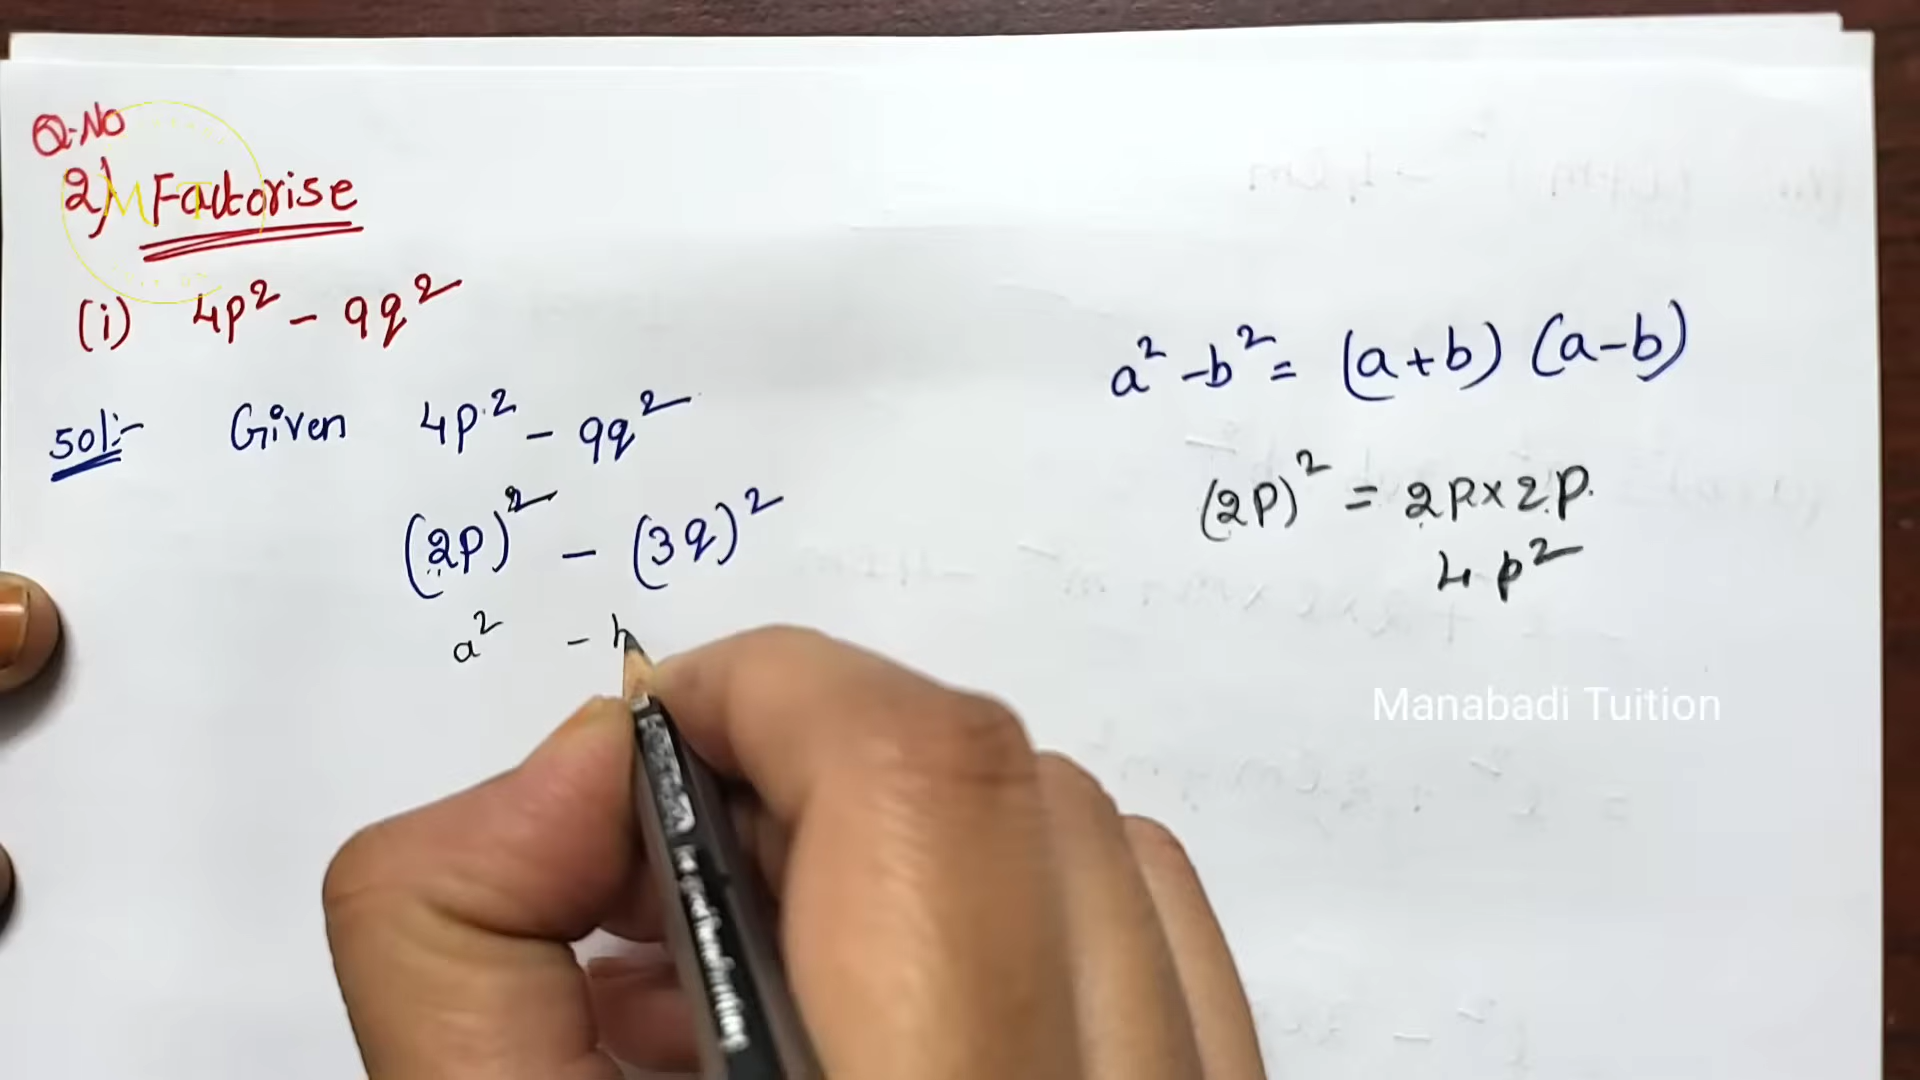 Q.No
2) Factorise
(i) 4p² - 9q²
Sol:- Given 4p² - 9q²
(2p)² - (3q)²
a² - b
a² - b² = (a+b) (a-b)
(2P)² = 2P×2P
4p²
Manabadi Tuition
MT